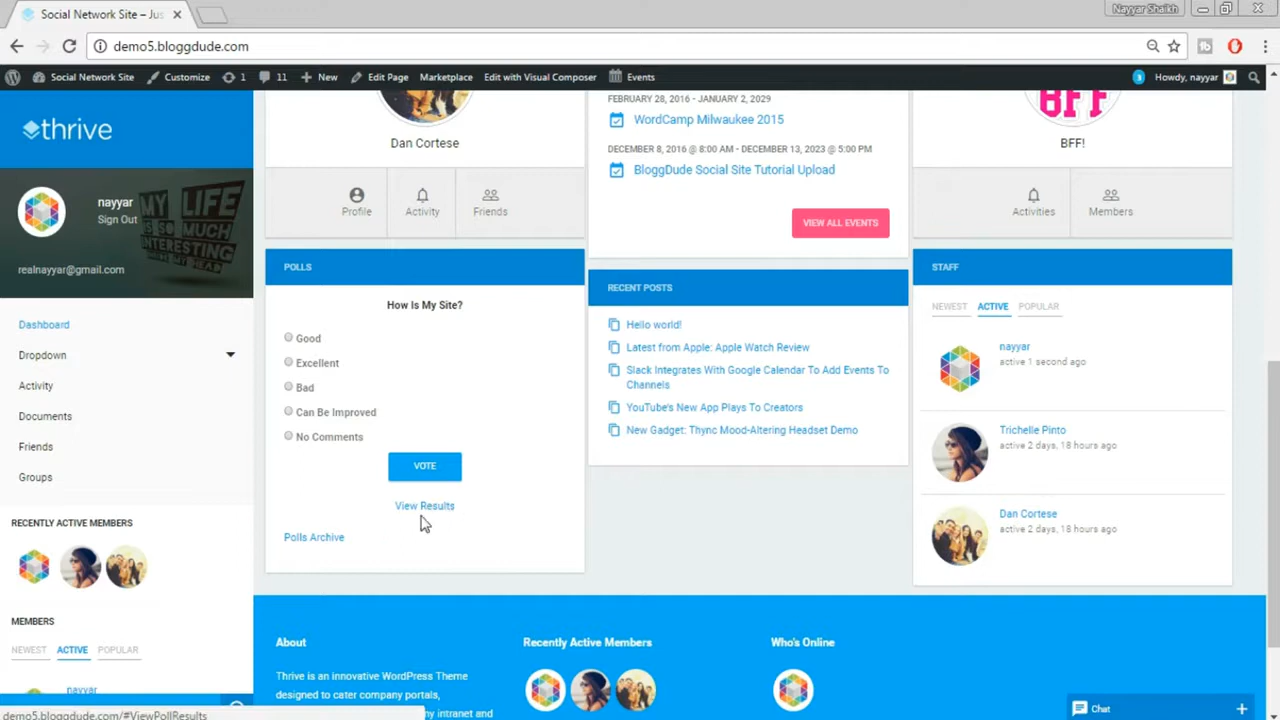 Social Network Site – Jus
Nayyar Shaikh
demo5.bloggdude.com
Social Network Site
Customize
1
11
New
Edit Page
Marketplace
Edit with Visual Composer
Events
3
Howdy, nayyar
thrive
nayyar
Sign Out
MY LIFE
IS SO MUCH
INTERESTING
realnayyar@gmail.com
Dashboard
Dropdown
Activity
Documents
Friends
Groups
RECENTLY ACTIVE MEMBERS
MEMBERS
NEWEST
ACTIVE
POPULAR
nayyar
Dan Cortese
Profile
Activity
Friends
POLLS
How Is My Site?
Good
Excellent
Bad
Can Be Improved
No Comments
VOTE
View Results
Polls Archive
FEBRUARY 28, 2016 - JANUARY 2, 2029
WordCamp Milwaukee 2015
DECEMBER 8, 2016 @ 8:00 AM - DECEMBER 13, 2023 @ 5:00 PM
BloggDude Social Site Tutorial Upload
VIEW ALL EVENTS
RECENT POSTS
Hello world!
Latest from Apple: Apple Watch Review
Slack Integrates With Google Calendar To Add Events To
Channels
YouTube's New App Plays To Creators
New Gadget: Thync Mood-Altering Headset Demo
BFF
BFF!
Activities
Members
STAFF
NEWEST
ACTIVE
POPULAR
nayyar
active 1 second ago
Trichelle Pinto
active 2 days, 18 hours ago
Dan Cortese
active 2 days, 18 hours ago
About
Thrive is an innovative WordPress Theme
designed to cater company portals,
ny intranet and
Recently Active Members
Who's Online
Chat
demo5.bloggdude.com/#ViewPollResults